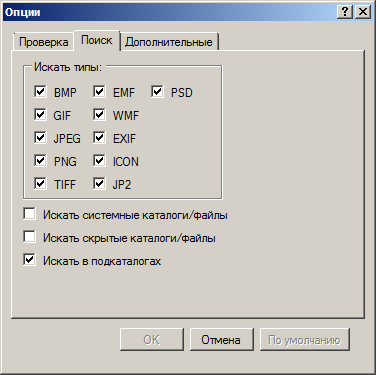 Опции
Проверка Поиск Дополнительные
Искать типы:
BMP EMF PSD
GIF WMF
JPEG EXIF
PNG ICON
TIFF JP2
Искать системные каталоги/файлы
Искать скрытые каталоги/файлы
Искать в подкаталогах
OK Отмена По умолчанию